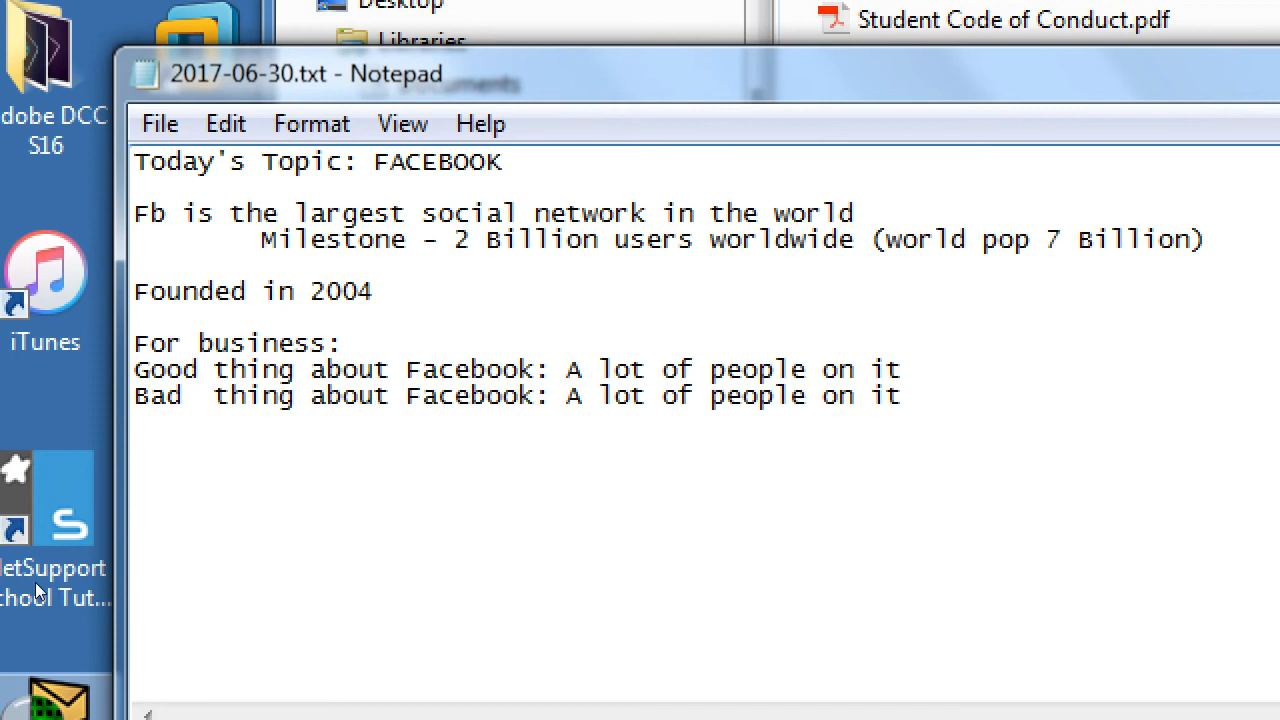 Desktop
Libraries
Documents
Student Code of Conduct.pdf
2017-06-30.txt - Notepad
File Edit Format View Help
Today's Topic: FACEBOOK
Fb is the largest social network in the world
Milestone – 2 Billion users worldwide (world pop 7 Billion)
Founded in 2004
For business:
Good thing about Facebook: A lot of people on it
Bad  thing about Facebook: A lot of people on it
dobe DCC
S16
iTunes
S
etSupport
chool Tut...